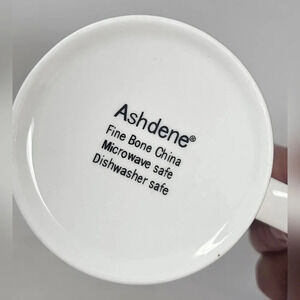 Ashdene®
Fine Bone China
Microwave safe
Dishwasher safe